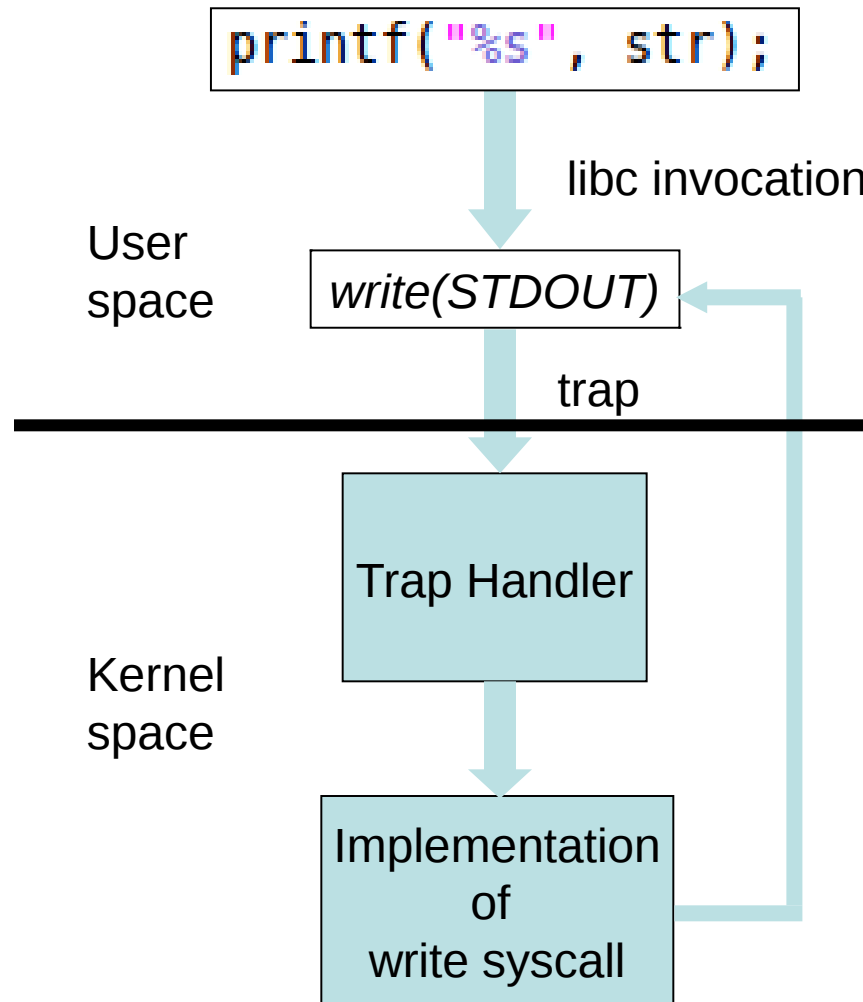 printf("%s", str);
libc invocation
User
space
write(STDOUT)
trap
Trap Handler
Kernel
space
Implementation
of
write syscall